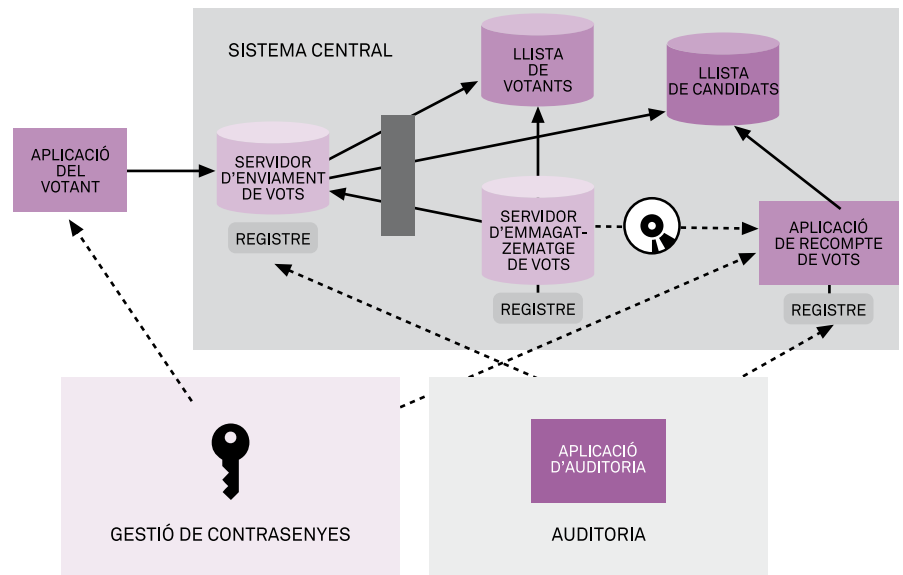 SISTEMA CENTRAL
LLISTA
DE
VOTANTS
LLISTA
DE CANDIDATS
APLICACIÓ
DEL
VOTANT
SERVIDOR
D'ENVIAMENT
DE VOTS
REGISTRE
SERVIDOR
D'EMMAGAT-
ZEMATGE
DE VOTS
REGISTRE
APLICACIÓ
DE RECOMPTE
DE VOTS
REGISTRE
GESTIÓ DE CONTRASENYES
APLICACIÓ
D'AUDITORIA
AUDITORIA